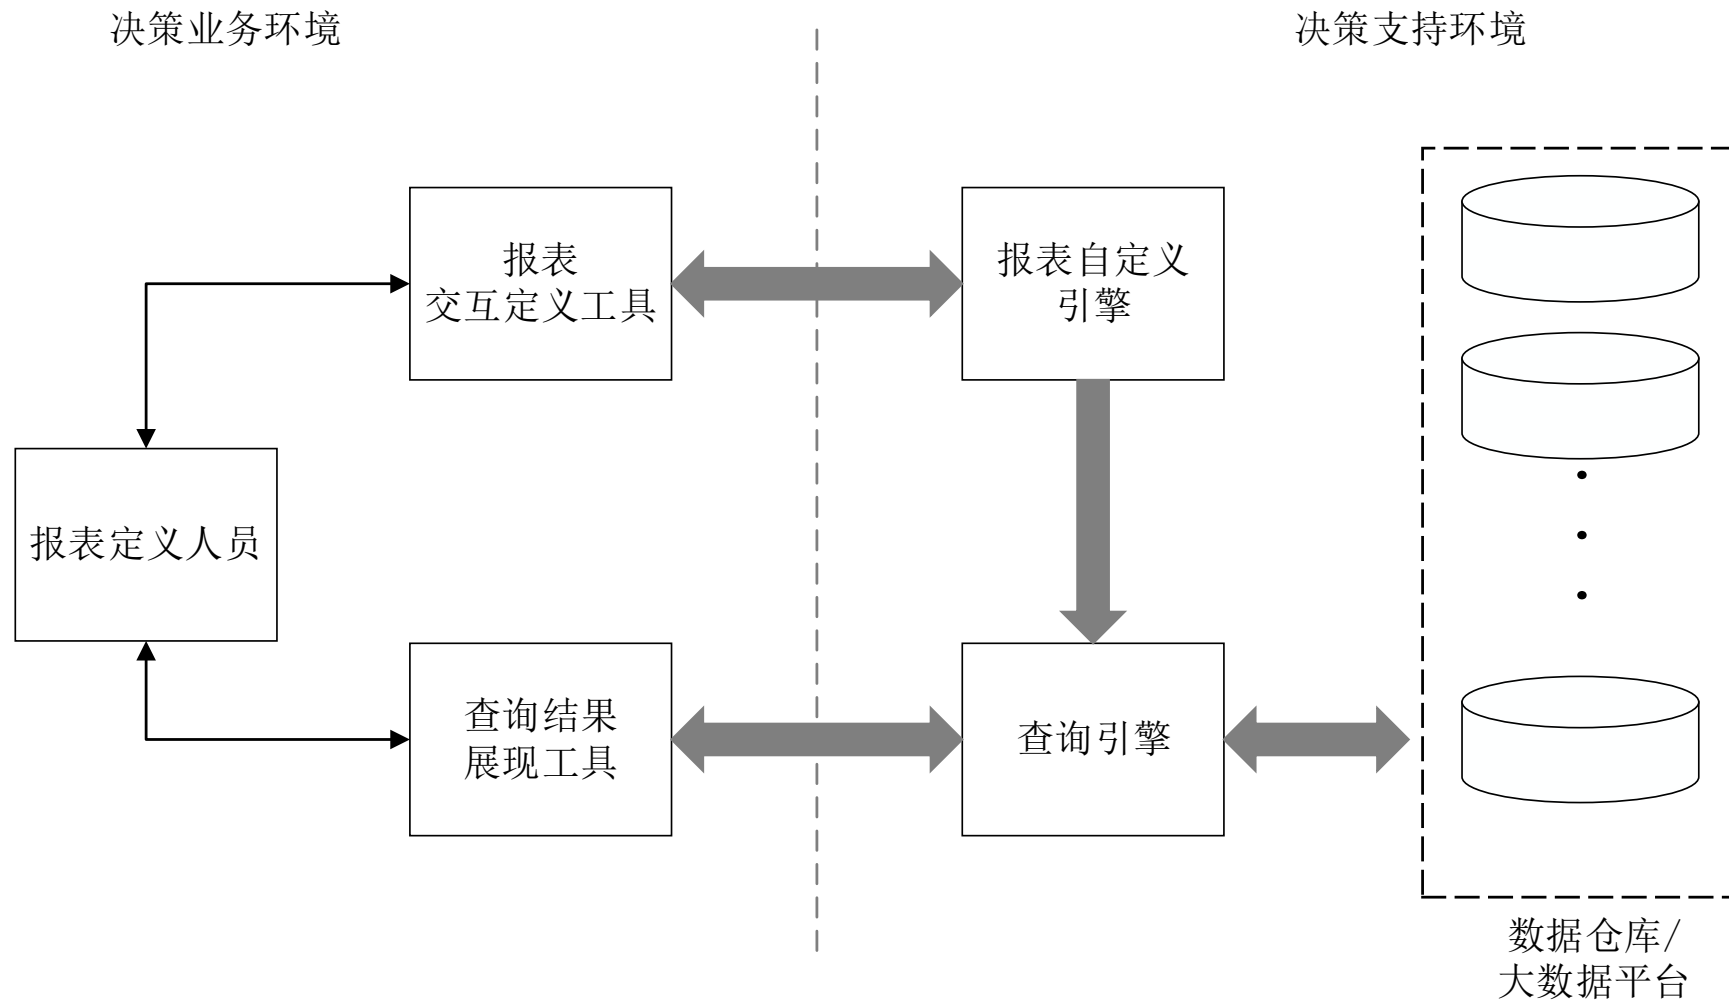 决策业务环境
决策支持环境
报表
交互定义工具
报表自定义
引擎
报表定义人员
查询结果
展现工具
查询引擎
数据仓库/
大数据平台